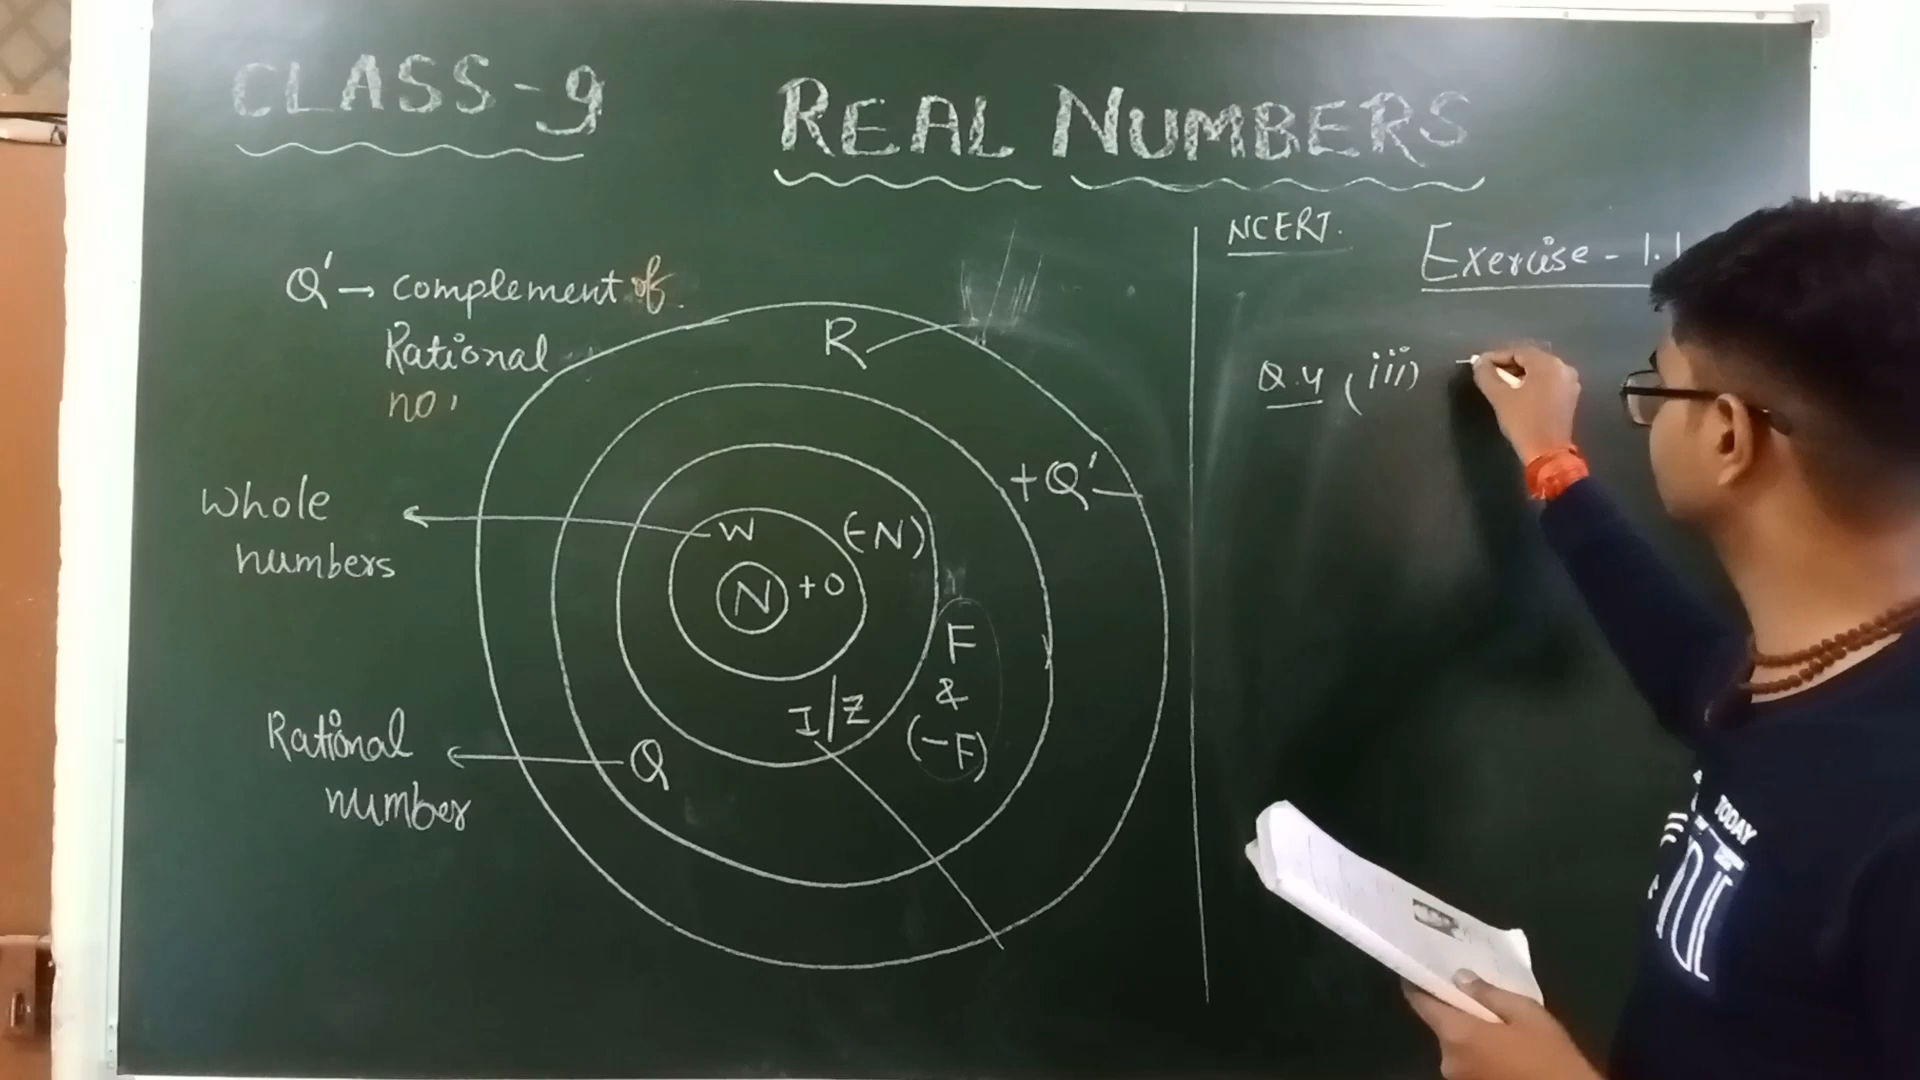 CLASS-9
REAL NUMBERS
Q' → complement of
Rational
no.
Whole
numbers
Rational
number
R
+Q'
W
(-N)
N +0
F
&
(-F)
I/Z
Q
NCERT.
Exercise - 1.1
Q.4 (iii)
TODAY